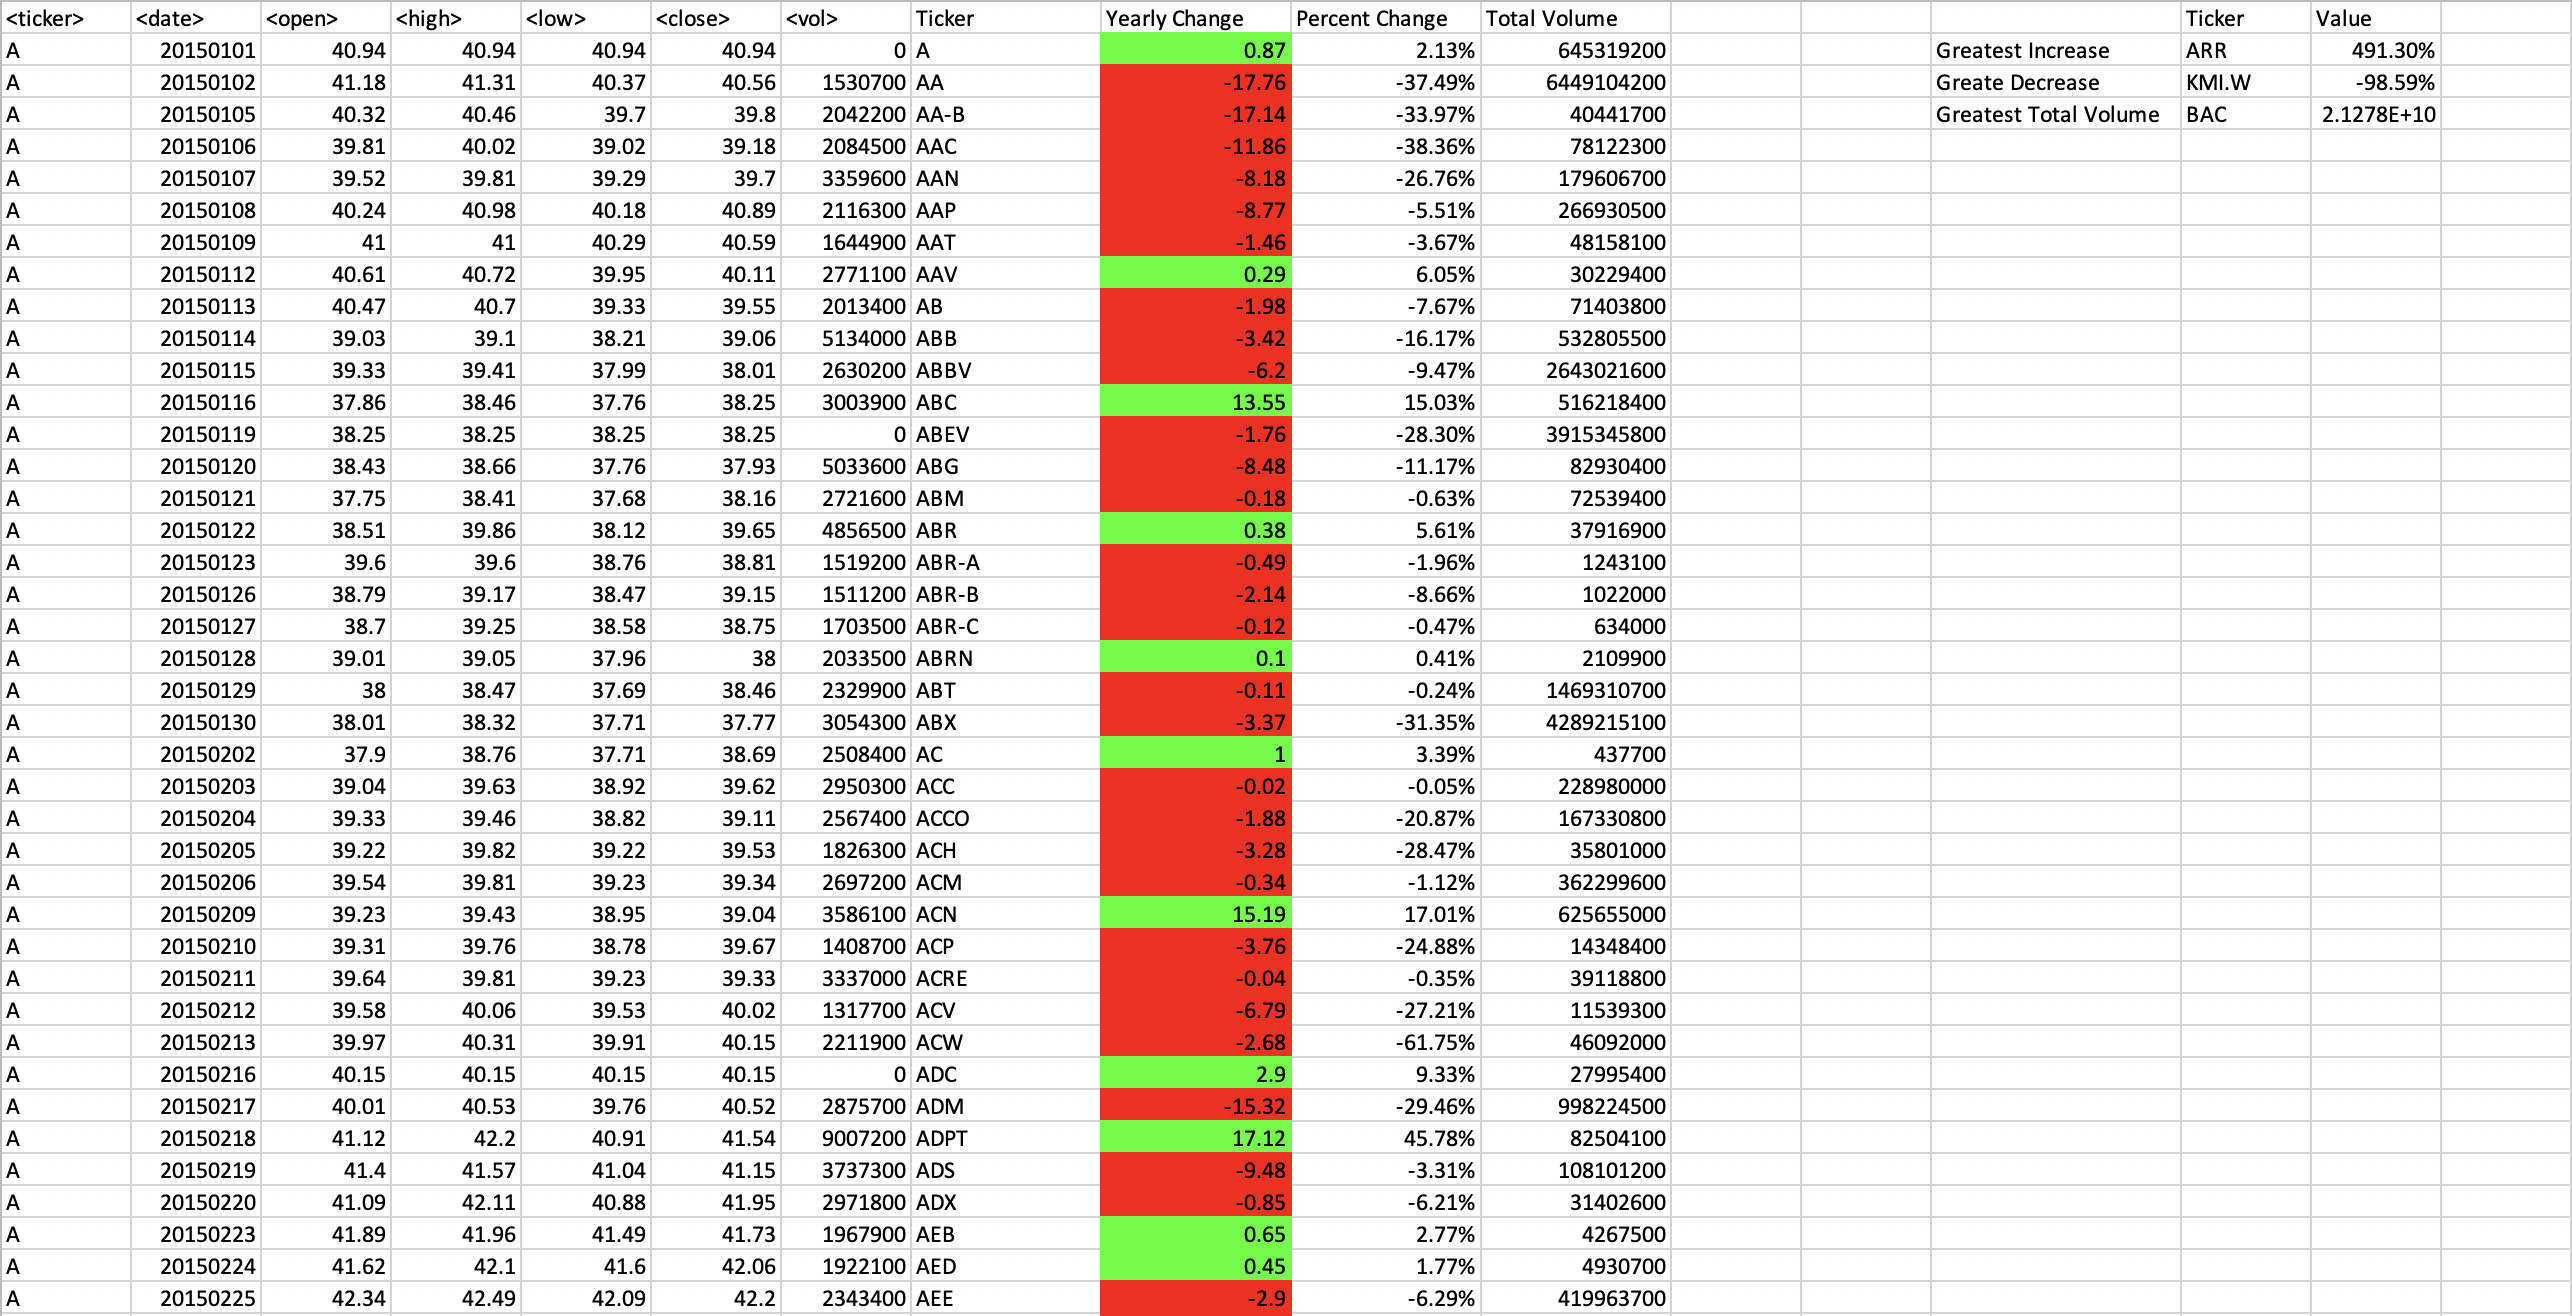 <ticker> <date> <open> <high> <low> <close> <vol> Ticker Yearly Change Percent Change Total Volume Ticker Value
A 20150101 40.94 40.94 40.94 40.94 0 A 0.87 2.13% 645319200 Greatest Increase ARR 491.30%
A 20150102 41.18 41.31 40.37 40.56 1530700 AA -17.76 -37.49% 6449104200 Greate Decrease KMI.W -98.59%
A 20150105 40.32 40.46 39.7 39.8 2042200 AA-B -17.14 -33.97% 40441700 Greatest Total Volume BAC 2.1278E+10
A 20150106 39.81 40.02 39.02 39.18 2084500 AAC -11.86 -38.36% 78122300
A 20150107 39.52 39.81 39.29 39.7 3359600 AAN -8.18 -26.76% 179606700
A 20150108 40.24 40.98 40.18 40.89 2116300 AAP -8.77 -5.51% 266930500
A 20150109 41 41 40.29 40.59 1644900 AAT -1.46 -3.67% 48158100
A 20150112 40.61 40.72 39.95 40.11 2771100 AAV 0.29 6.05% 30229400
A 20150113 40.47 40.7 39.33 39.55 2013400 AB -1.98 -7.67% 71403800
A 20150114 39.03 39.1 38.21 39.06 5134000 ABB -3.42 -16.17% 532805500
A 20150115 39.33 39.41 37.99 38.01 2630200 ABBV -6.2 -9.47% 2643021600
A 20150116 37.86 38.46 37.76 38.25 3003900 ABC 13.55 15.03% 516218400
A 20150119 38.25 38.25 38.25 38.25 0 ABEV -1.76 -28.30% 3915345800
A 20150120 38.43 38.66 37.76 37.93 5033600 ABG -8.48 -11.17% 82930400
A 20150121 37.75 38.41 37.68 38.16 2721600 ABM -0.18 -0.63% 72539400
A 20150122 38.51 39.86 38.12 39.65 4856500 ABR 0.38 5.61% 37916900
A 20150123 39.6 39.6 38.76 38.81 1519200 ABR-A -0.49 -1.96% 1243100
A 20150126 38.79 39.17 38.47 39.15 1511200 ABR-B -2.14 -8.66% 1022000
A 20150127 38.7 39.25 38.58 38.75 1703500 ABR-C -0.12 -0.47% 634000
A 20150128 39.01 39.05 37.96 38 2033500 ABRN 0.1 0.41% 2109900
A 20150129 38 38.47 37.69 38.46 2329900 ABT -0.11 -0.24% 1469310700
A 20150130 38.01 38.32 37.71 37.77 3054300 ABX -3.37 -31.35% 4289215100
A 20150202 37.9 38.76 37.71 38.69 2508400 AC 1 3.39% 437700
A 20150203 39.04 39.63 38.92 39.62 2950300 ACC -0.02 -0.05% 228980000
A 20150204 39.33 39.46 38.82 39.11 2567400 ACCO -1.88 -20.87% 167330800
A 20150205 39.22 39.82 39.22 39.53 1826300 ACH -3.28 -28.47% 35801000
A 20150206 39.54 39.81 39.23 39.34 2697200 ACM -0.34 -1.12% 362299600
A 20150209 39.23 39.43 38.95 39.04 3586100 ACN 15.19 17.01% 625655000
A 20150210 39.31 39.76 38.78 39.67 1408700 ACP -3.76 -24.88% 14348400
A 20150211 39.64 39.81 39.23 39.33 3337000 ACRE -0.04 -0.35% 39118800
A 20150212 39.58 40.06 39.53 40.02 1317700 ACV -6.79 -27.21% 11539300
A 20150213 39.97 40.31 39.91 40.15 2211900 ACW -2.68 -61.75% 46092000
A 20150216 40.15 40.15 40.15 40.15 0 ADC 2.9 9.33% 27995400
A 20150217 40.01 40.53 39.76 40.52 2875700 ADM -15.32 -29.46% 998224500
A 20150218 41.12 42.2 40.91 41.54 9007200 ADPT 17.12 45.78% 82504100
A 20150219 41.4 41.57 41.04 41.15 3737300 ADS -9.48 -3.31% 108101200
A 20150220 41.09 42.11 40.88 41.95 2971800 ADX -0.85 -6.21% 31402600
A 20150223 41.89 41.96 41.49 41.73 1967900 AEB 0.65 2.77% 4267500
A 20150224 41.62 42.1 41.6 42.06 1922100 AED 0.45 1.77% 4930700
A 20150225 42.34 42.49 42.09 42.2 2343400 AEE -2.9 -6.29% 419963700